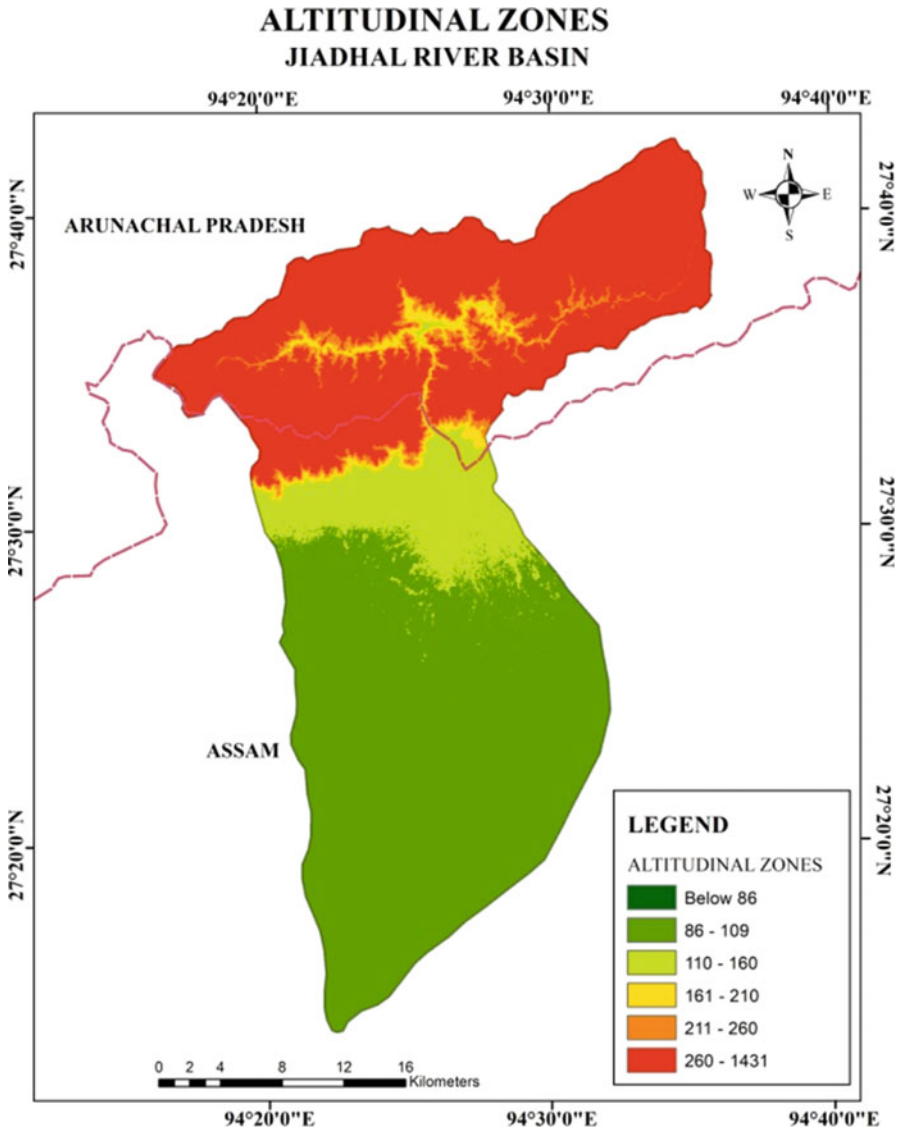 ALTITUDINAL ZONES
JIADHAL RIVER BASIN
94°20'0"E 94°30'0"E 94°40'0"E
N
W E
S
ARUNACHAL PRADESH
27°40'0"N 27°40'0"N
27°30'0"N 27°30'0"N
ASSAM
27°20'0"N 27°20'0"N
LEGEND
ALTITUDINAL ZONES
Below 86
86 - 109
110 - 160
161 - 210
211 - 260
260 - 1431
0 2 4 8 12 16
Kilometers
94°20'0"E 94°30'0"E 94°40'0"E